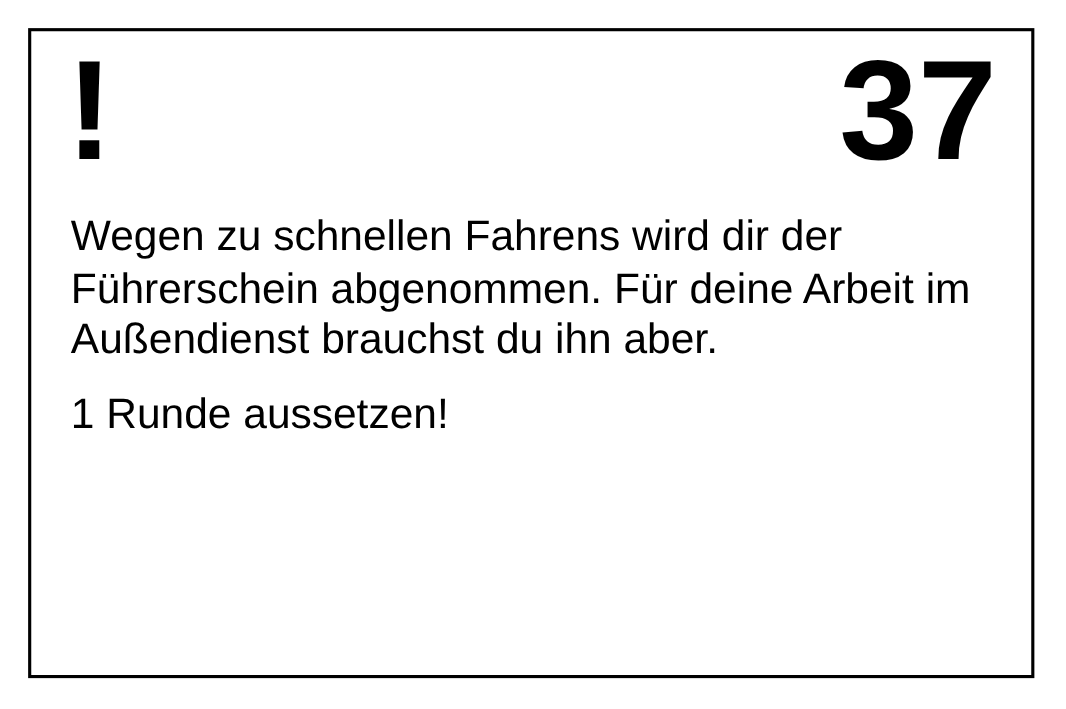 ! 37
Wegen zu schnellen Fahrens wird dir der
Führerschein abgenommen. Für deine Arbeit im
Außendienst brauchst du ihn aber.
1 Runde aussetzen!